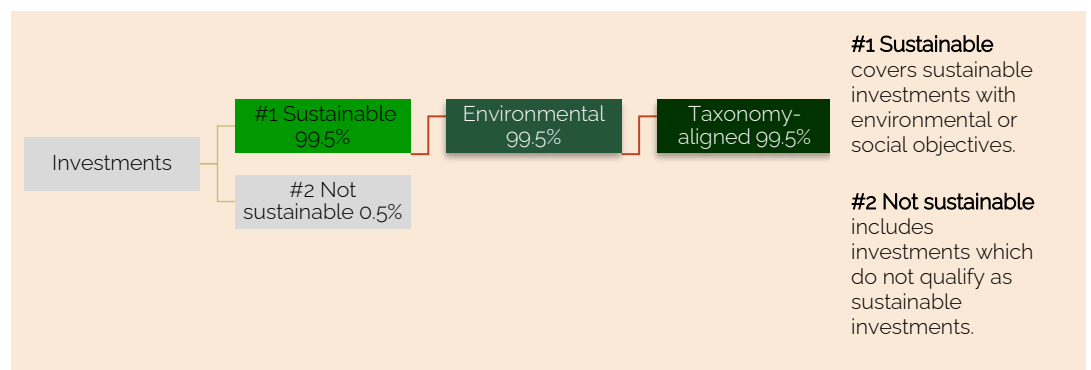 Investments
#1 Sustainable
99.5%
#2 Not
sustainable 0.5%
Environmental
99.5%
Taxonomy-
aligned 99.5%
#1 Sustainable
covers sustainable
investments with
environmental or
social objectives.
#2 Not sustainable
includes
investments which
do not qualify as
sustainable
investments.